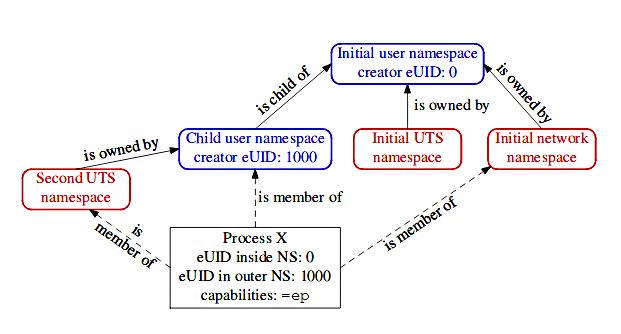 Initial user namespace
creator eUID: 0
is child of
is owned by
is owned by
is owned by
Child user namespace
creator eUID: 1000
Initial UTS
namespace
Initial network
namespace
Second UTS
namespace
is member of
is
member of
is member of
Process X
eUID inside NS: 0
eUID in outer NS: 1000
capabilities: =ep